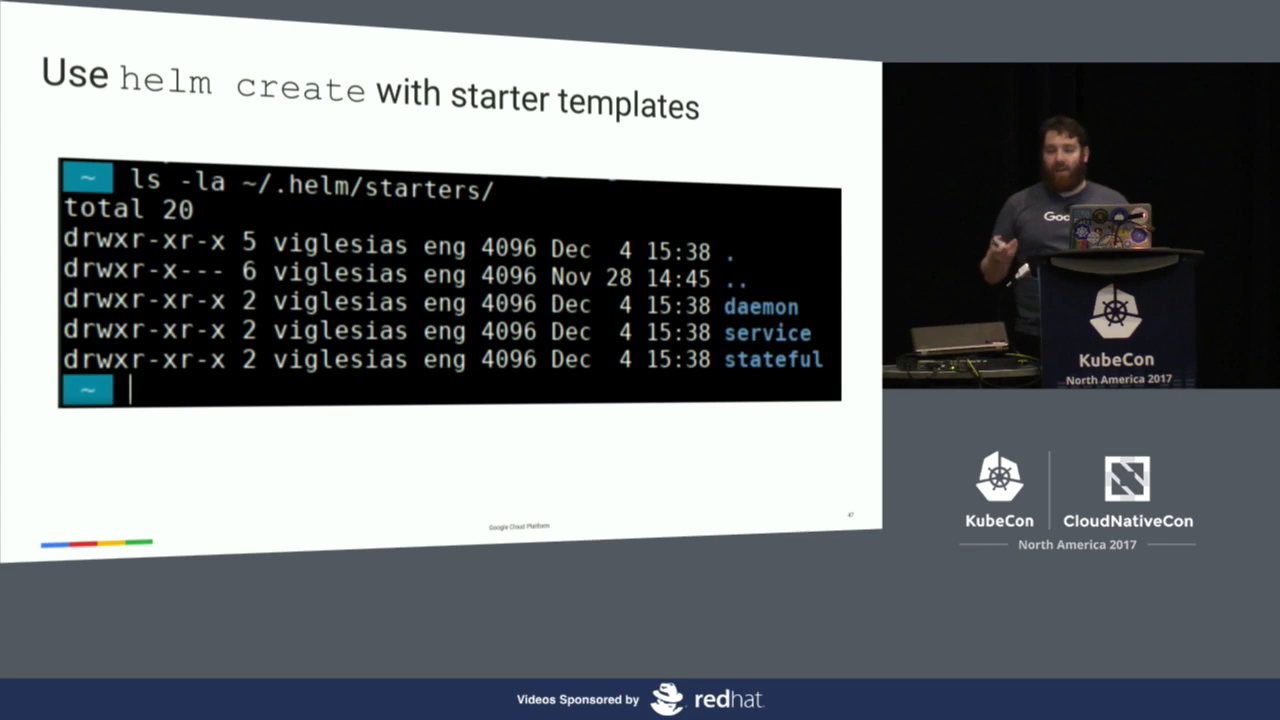 Use helm create with starter templates
~ ls -la ~/.helm/starters/
total 20
drwxr-xr-x 5 viglesias eng 4096 Dec  4 15:38 .
drwxr-x--- 6 viglesias eng 4096 Nov 28 14:45 ..
drwxr-xr-x 2 viglesias eng 4096 Dec  4 15:38 daemon
drwxr-xr-x 2 viglesias eng 4096 Dec  4 15:38 service
drwxr-xr-x 2 viglesias eng 4096 Dec  4 15:38 stateful
~
Google Cloud Platform
47
Goo
KubeCon
North America 2017
KubeCon
CloudNativeCon
North America 2017
Videos Sponsored by
redhat